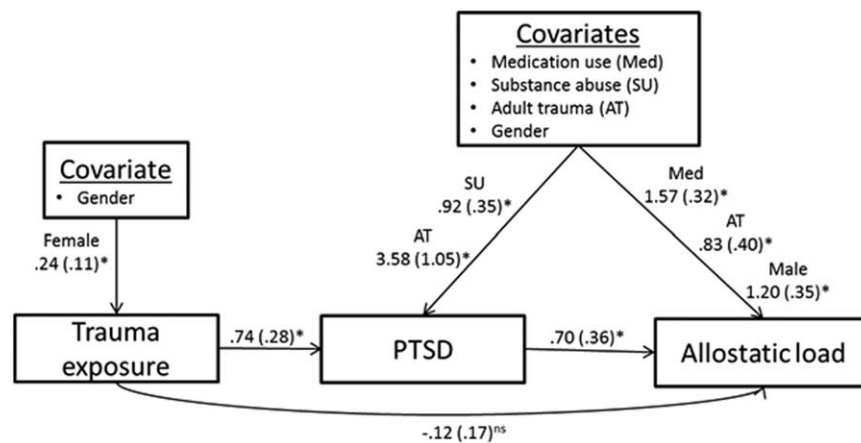 Covariates
• Medication use (Med)
• Substance abuse (SU)
• Adult trauma (AT)
• Gender
Covariate
• Gender
Female
.24 (.11)*
SU
.92 (.35)*
AT
3.58 (1.05)*
Med
1.57 (.32)*
AT
.83 (.40)*
Male
1.20 (.35)*
Trauma
exposure
.74 (.28)*
PTSD
.70 (.36)*
Allostatic load
-.12 (.17)ns